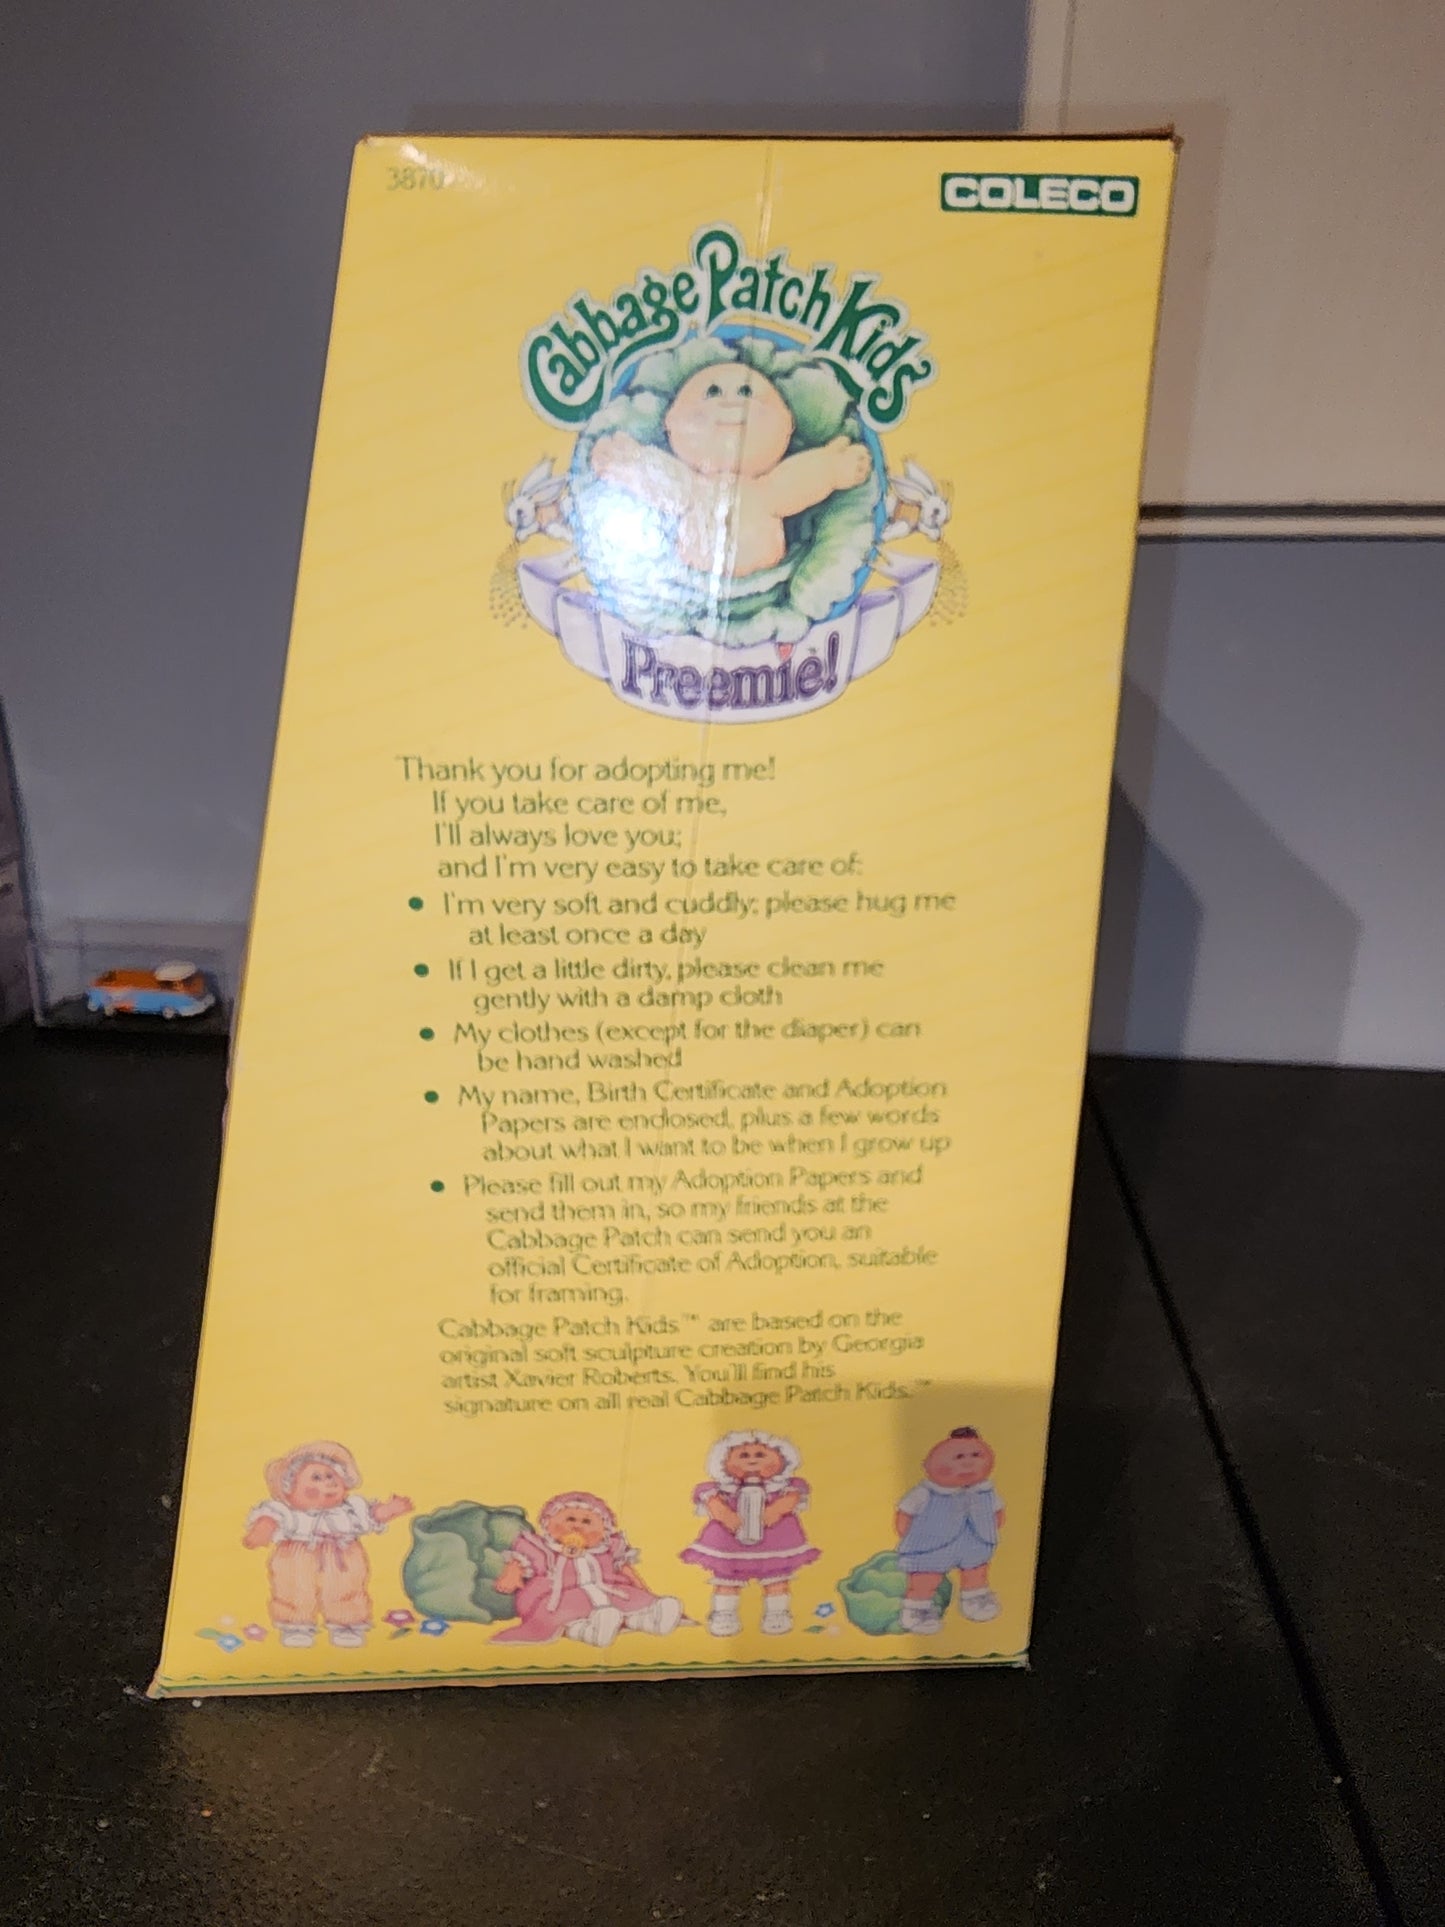 3870
COLECO
Cabbage Patch Kids
Preemie!
Thank you for adopting me!
If you take care of me,
I'll always love you;
and I'm very easy to take care of:
• I'm very soft and cuddly; please hug me
at least once a day
• If I get a little dirty, please clean me
gently with a damp cloth
• My clothes (except for the diaper) can
be hand washed
• My name, Birth Certificate and Adoption
Papers are enclosed, plus a few words
about what I want to be when I grow up
• Please fill out my Adoption Papers and
send them in, so my friends at the
Cabbage Patch can send you an
official Certificate of Adoption, suitable
for framing.
Cabbage Patch Kids™ are based on the
original soft sculpture creation by Georgia
artist Xavier Roberts. You'll find his
signature on all real Cabbage Patch Kids.™